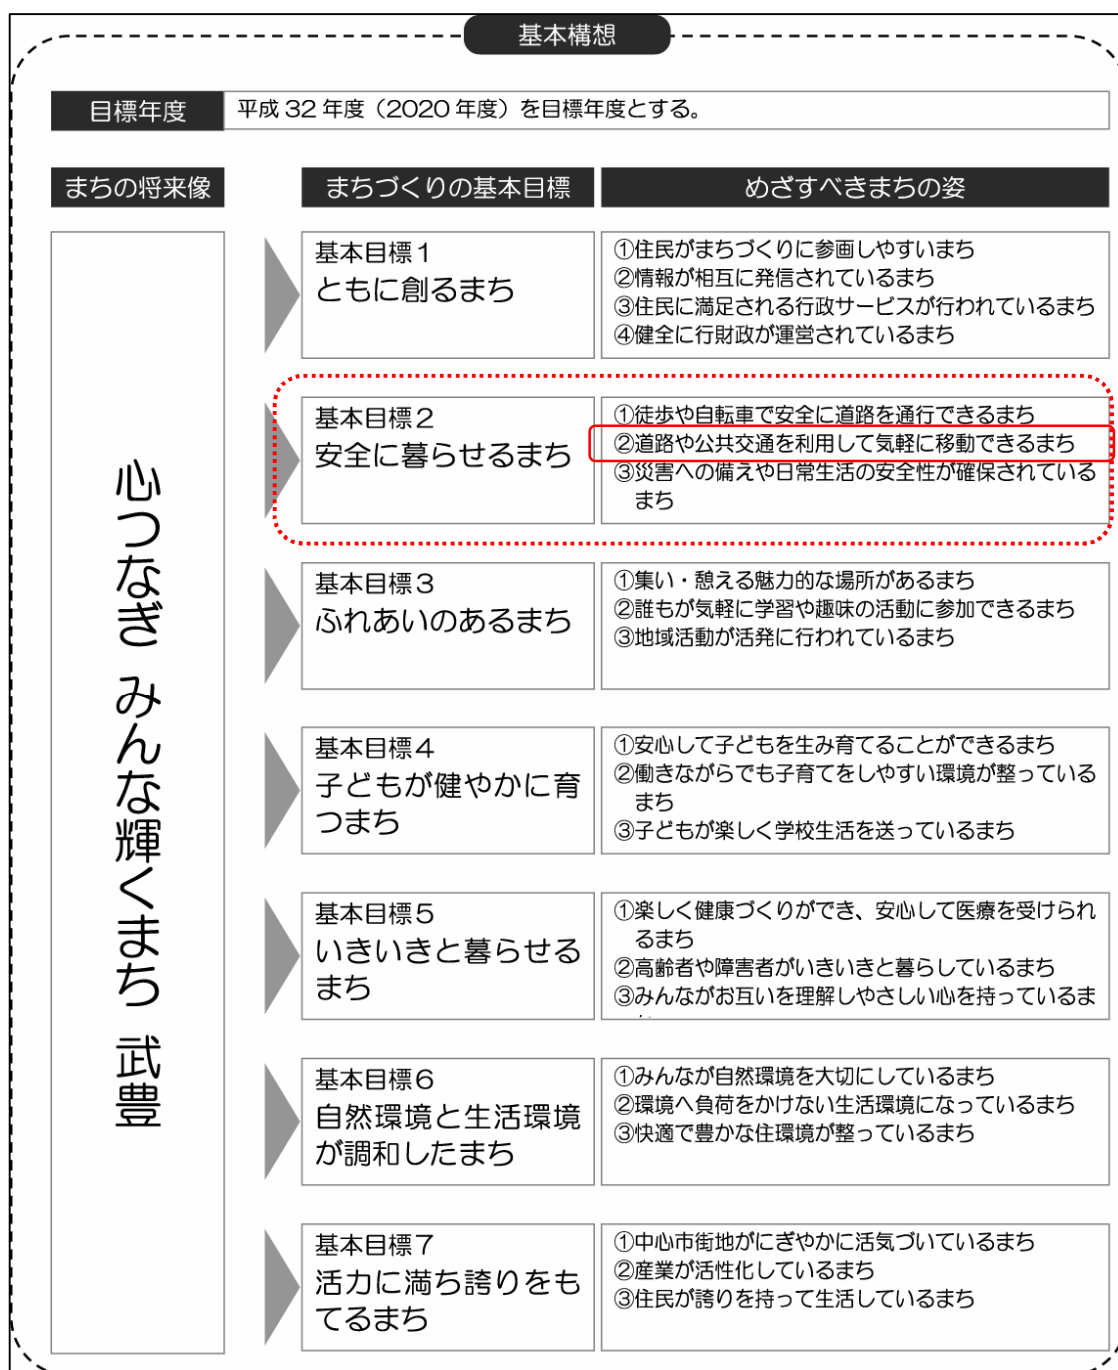 基本構想
目標年度
平成 32 年度（2020 年度）を目標年度とする。
まちの将来像
まちづくりの基本目標
めざすべきまちの姿
心つなぎ みんな輝くまち 武豊
基本目標1
ともに創るまち
①住民がまちづくりに参画しやすいまち
②情報が相互に発信されているまち
③住民に満足される行政サービスが行われているまち
④健全に行財政が運営されているまち
基本目標2
安全に暮らせるまち
①徒歩や自転車で安全に道路を通行できるまち
②道路や公共交通を利用して気軽に移動できるまち
③災害への備えや日常生活の安全性が確保されている
まち
基本目標3
ふれあいのあるまち
①集い・憩える魅力的な場所があるまち
②誰もが気軽に学習や趣味の活動に参加できるまち
③地域活動が活発に行われているまち
基本目標4
子どもが健やかに育
つまち
①安心して子どもを生み育てることができるまち
②働きながらでも子育てをしやすい環境が整っている
まち
③子どもが楽しく学校生活を送っているまち
基本目標5
いきいきと暮らせる
まち
①楽しく健康づくりができ、安心して医療を受けられ
るまち
②高齢者や障害者がいきいきと暮らしているまち
③みんながお互いを理解しやさしい心を持っているま
基本目標6
自然環境と生活環境
が調和したまち
①みんなが自然環境を大切にしているまち
②環境へ負荷をかけない生活環境になっているまち
③快適で豊かな住環境が整っているまち
基本目標7
活力に満ち誇りをも
てるまち
①中心市街地がにぎやかに活気づいているまち
②産業が活性化しているまち
③住民が誇りを持って生活しているまち